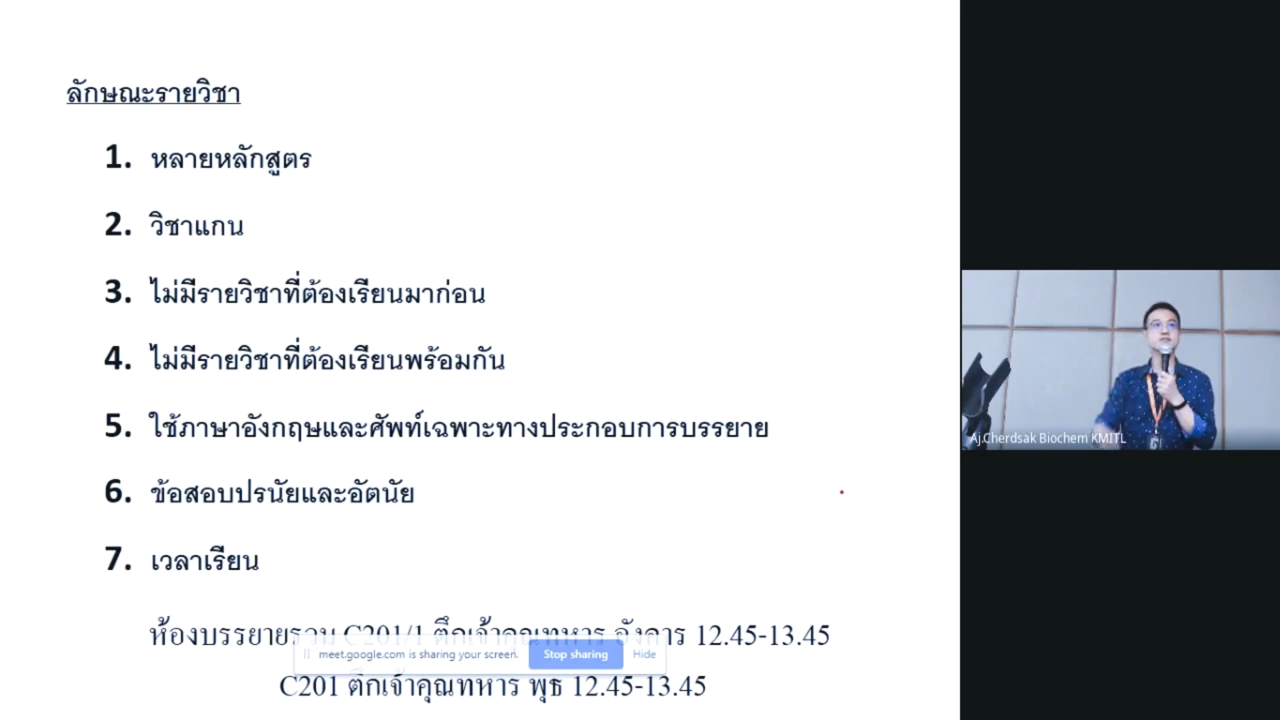 ลักษณะรายวิชา
1. หลายหลักสูตร
2. วิชาแกน
3. ไม่มีรายวิชาที่ต้องเรียนมาก่อน
4. ไม่มีรายวิชาที่ต้องเรียนพร้อมกัน
5. ใช้ภาษาอังกฤษและศัพท์เฉพาะทางประกอบการบรรยาย
6. ข้อสอบปรนัยและอัตนัย
7. เวลาเรียน
ห้องบรรยายรวม C201/1 ตึกเจ้าคุณทหาร อังคาร 12.45-13.45
meet.google.com is sharing your screen. Stop sharing Hide
C201 ตึกเจ้าคุณทหาร พุธ 12.45-13.45
Aj.Cherdsak Biochem KMITL